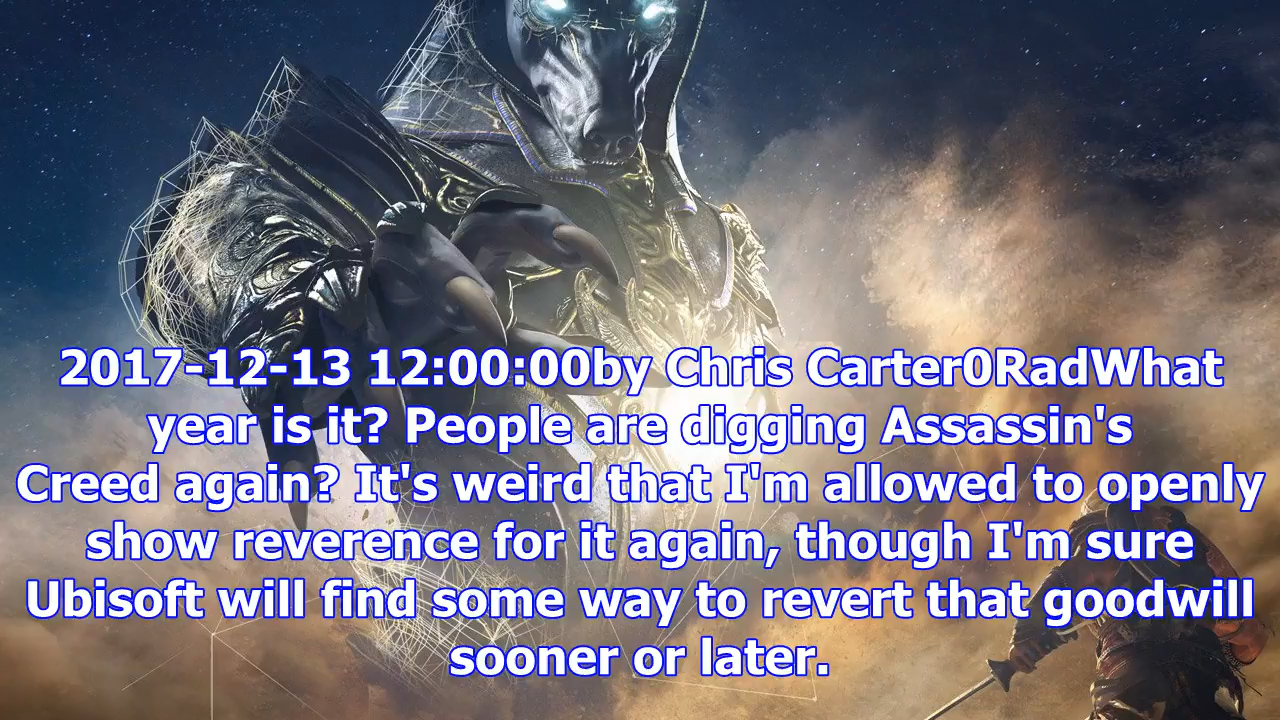 2017-12-13 12:00:00by Chris Carter0RadWhat
year is it? People are digging Assassin's
Creed again? It's weird that I'm allowed to openly
show reverence for it again, though I'm sure
Ubisoft will find some way to revert that goodwill
sooner or later.